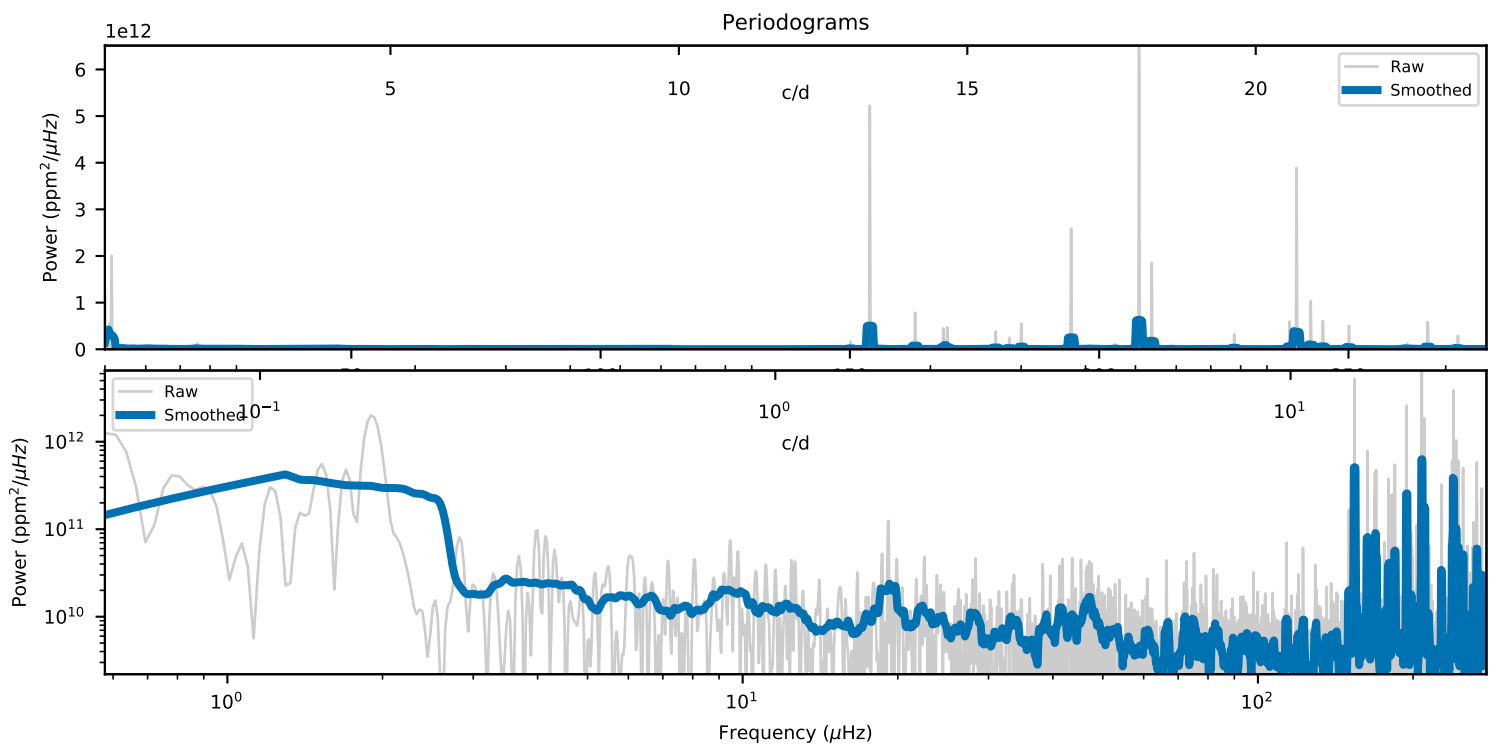 Periodograms
1e12
Raw
Smoothed
5 10 15 20
c/d
6
5
4
3
2
1
0
Power (ppm²/μHz)
Raw
Smoothed
10⁻¹ 10⁰ 10¹
c/d
10¹²
10¹¹
10¹⁰
Power (ppm²/μHz)
10⁰ 10¹ 10²
Frequency (μHz)